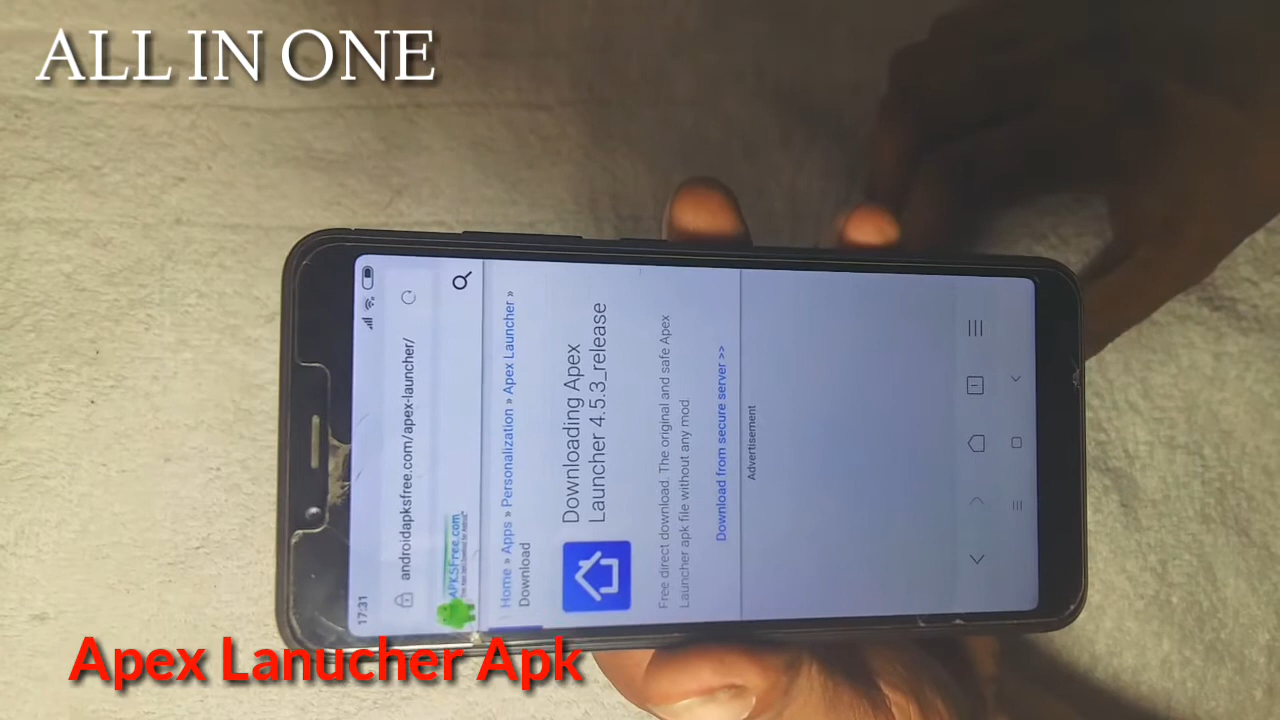 ALL IN ONE
17:31
androidapksfree.com/apex-launcher/
APKSFree.com
Home » Apps » Personalization » Apex Launcher »
Download
Downloading Apex
Launcher 4.5.3_release
Free direct download. The original and safe Apex
Launcher apk file without any mod
Download from secure server >>
Advertisement
1
Apex Lanucher Apk